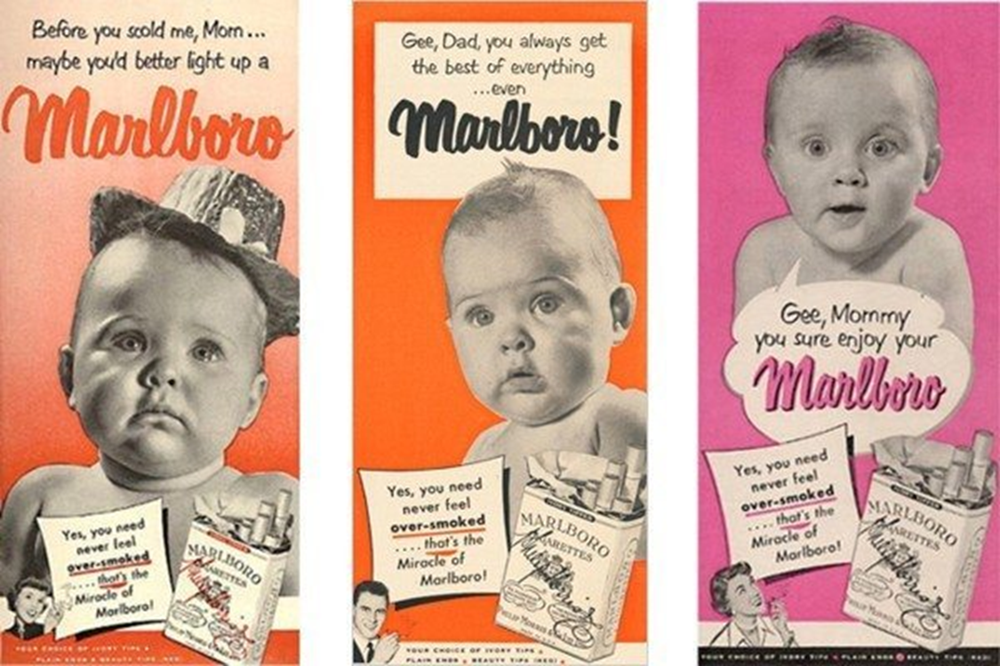 Before you scold me, Mom...
maybe you'd better light up a
Marlboro
Yes, you need
never feel
over-smoked
....that's the
Miracle of
Marlboro!
MARLBORO
CIGARETTES
YOUR CHOICE OF IVORY TIPS
PLAIN ENDS BEAUTY TIPS (RED)
Gee, Dad, you always get
the best of everything
...even
Marlboro!
Yes, you need
never feel
over-smoked
....that's the
Miracle of
Marlboro!
MARLBORO
CIGARETTES
YOUR CHOICE OF IVORY TIPS
PLAIN ENDS BEAUTY TIPS (RED)
Gee, Mommy
you sure enjoy your
Marlboro
Yes, you need
never feel
over-smoked
....that's the
Miracle of
Marlboro!
MARLBORO
CIGARETTES
YOUR CHOICE OF IVORY TIPS PLAIN ENDS BEAUTY TIPS (RED)